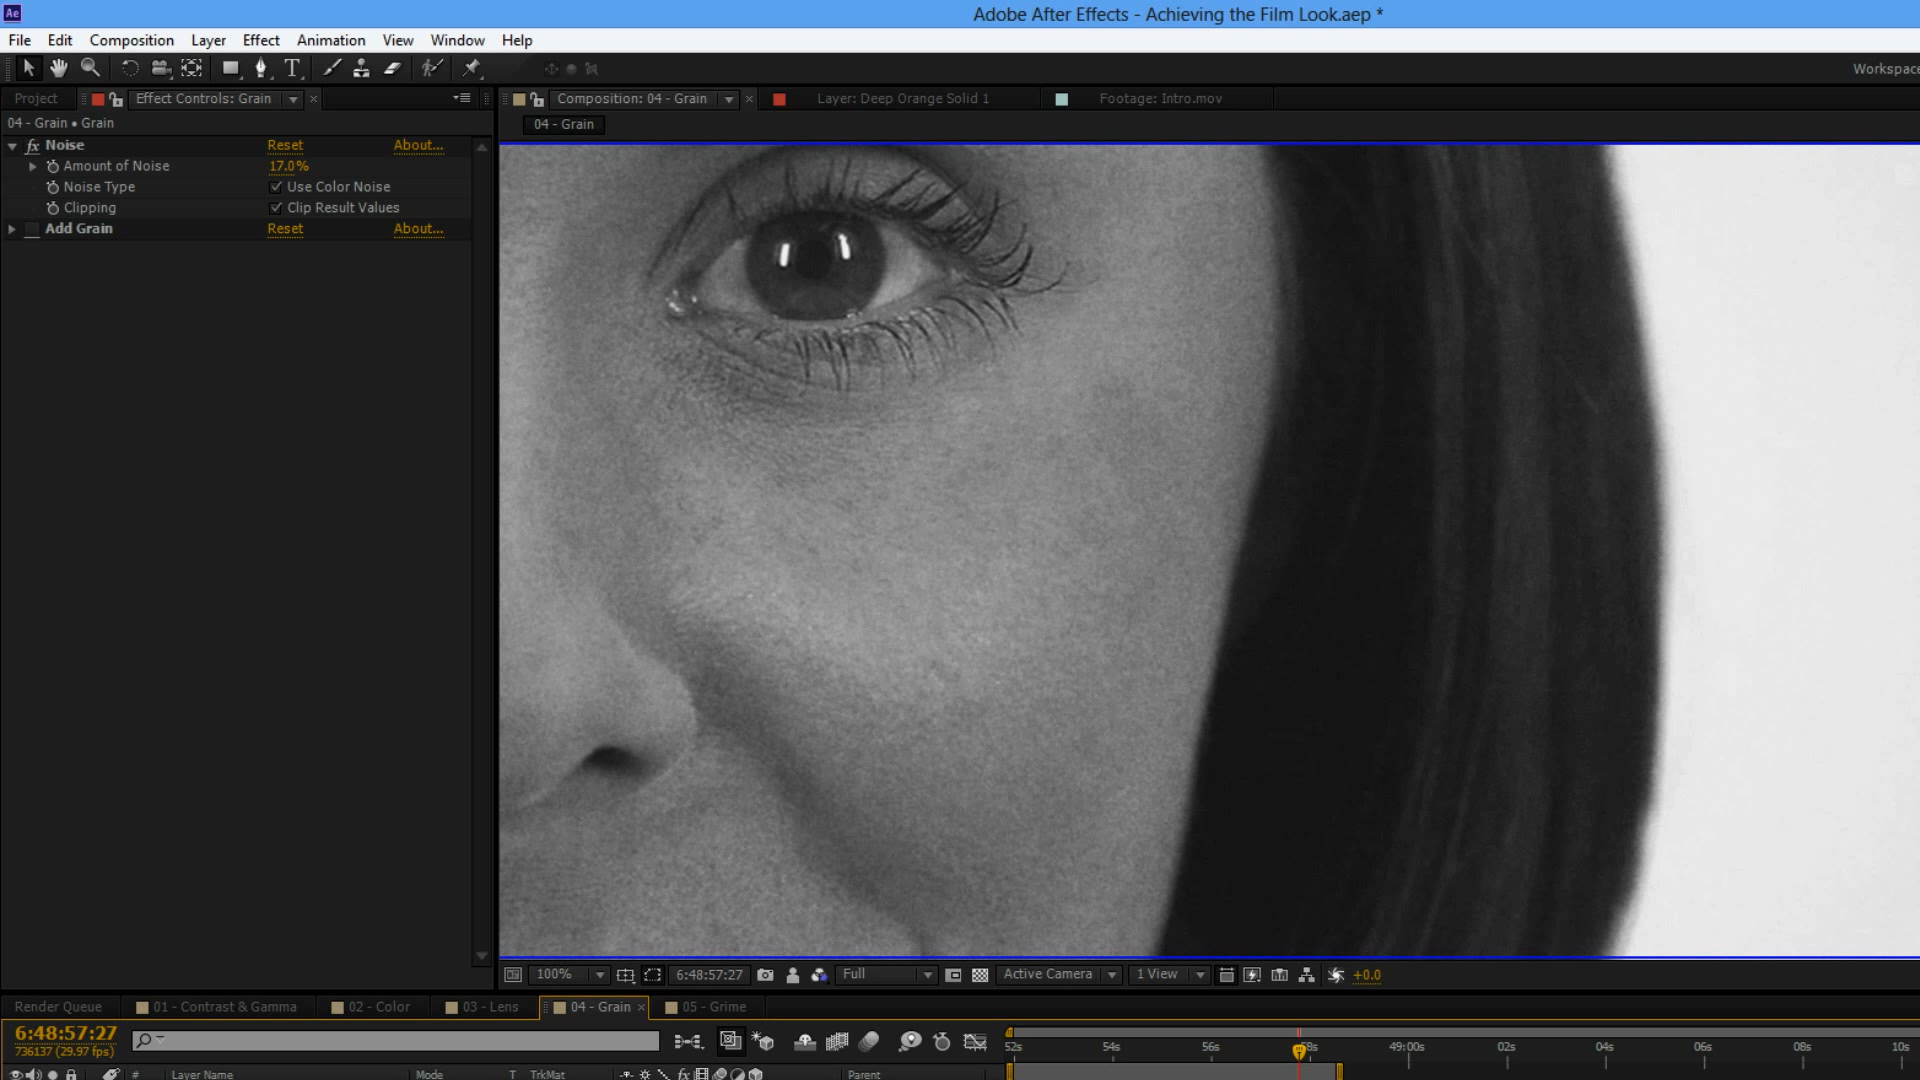 Ae
Adobe After Effects - Achieving the Film Look.aep *
File Edit Composition Layer Effect Animation View Window Help
T
Workspace
Project Effect Controls: Grain × Composition: 04 - Grain × Layer: Deep Orange Solid 1 Footage: Intro.mov
04 - Grain • Grain
04 - Grain
fx Noise Reset About...
Amount of Noise 17.0%
Noise Type Use Color Noise
Clipping Clip Result Values
Add Grain Reset About...
100% 6:48:57:27 Full Active Camera 1 View +0.0
Render Queue 01 - Contrast & Gamma 02 - Color 03 - Lens 04 - Grain × 05 - Grime
6:48:57:27
736137 (29.97 fps)
52s 54s 56s 58s 49:00s 02s 04s 06s 08s 10s
# Layer Name Mode T TrkMat fx Parent